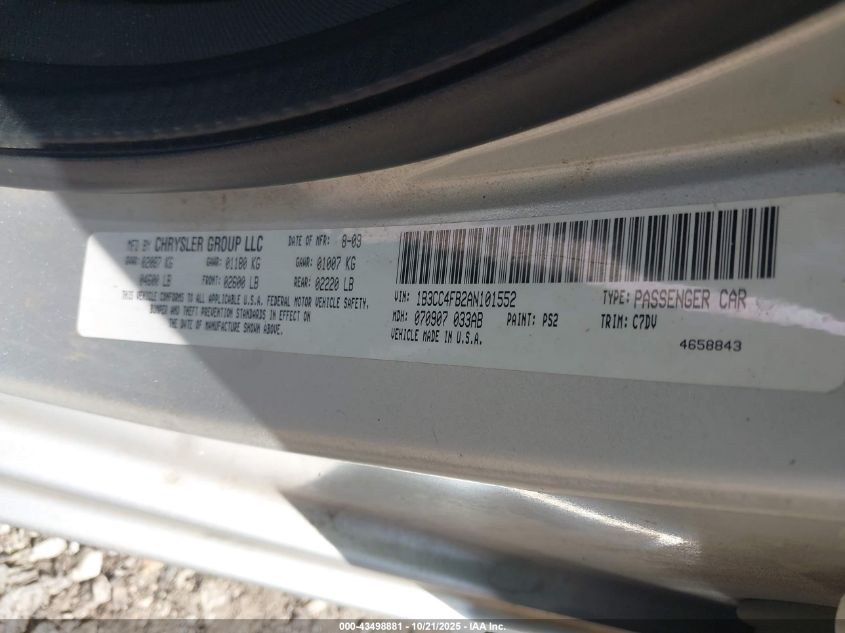 MFD BY CHRYSLER GROUP LLC DATE OF MFR: 8-09
GAWR: 02087 KG GAWR: 01180 KG GAWR: 01007 KG
04600 LB FRONT: 02600 LB REAR: 02220 LB
THIS VEHICLE CONFORMS TO ALL APPLICABLE U.S.A. FEDERAL MOTOR VEHICLE SAFETY,
BUMPER AND THEFT PREVENTION STANDARDS IN EFFECT ON
THE DATE OF MANUFACTURE SHOWN ABOVE.
VIN: 1B3CC4FB2AN101552 TYPE: PASSENGER CAR
MDH: 070907 033AB PAINT: PS2 TRIM: C7DV
VEHICLE MADE IN U.S.A.
4658843
000-43498881 - 10/21/2025 - IAA Inc.